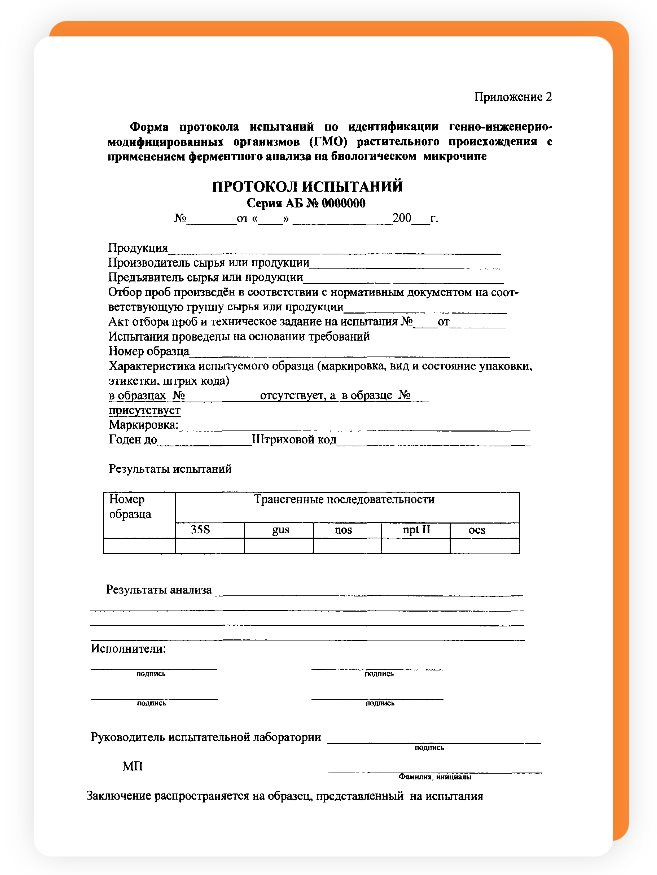 Приложение 2
Форма протокола испытаний по идентификации генно-инженерно-
модифицированных организмов (ГМО) растительного происхождения с
применением ферментного анализа на биологическом микрочипе
ПРОТОКОЛ ИСПЫТАНИЙ
Серия АБ № 0000000
№________от «____» ________________200___г.
Продукция
Производитель сырья или продукции
Предъявитель сырья или продукции
Отбор проб произведён в соответствии с нормативным документом на соот-
ветствующую группу сырья или продукции
Акт отбора проб и техническое задание на испытания №____от
Испытания проведены на основании требований
Номер образца
Характеристика испытуемого образца (маркировка, вид и состояние упаковки,
этикетки, штрих кода)
в образцах № ____________ отсутствует, а в образце № ___
присутствует
Маркировка:
Годен до_______________Штриховой код
Результаты испытаний
Номер образца Трансгенные последовательности
35S gus nos npt II ocs
Результаты анализа
Исполнители:
подпись подпись
подпись подпись
Руководитель испытательной лаборатории
подпись
МП
Фамилия, инициалы
Заключение распространяется на образец, представленный на испытания